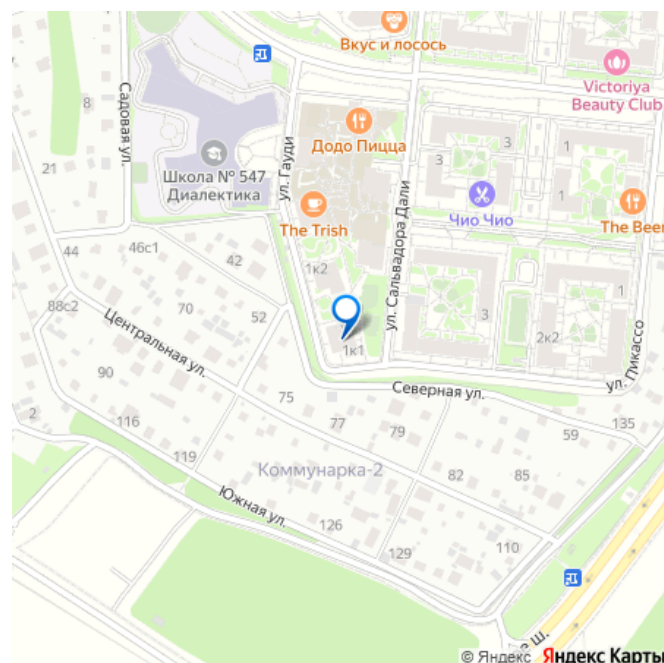 Вкус и лосось
Victoriya
Beauty Club
Садовая ул.
8
ул. Гауди
Додо Пицца
3
3
1
21
Школа № 547
Диалектика
The Trish
Чио Чио
The Beer
ул. Сальвадора Дали
44
46с1
42
1к2
88с2
70
52
Центральная ул.
3
1
2к2
1к1
ул. Пикассо
90
75
Северная ул.
2
116
77
79
59
135
119
Коммунарка-2
82
85
Южная ул.
126
129
110
Ш.
© Яндекс Яндекс Карты